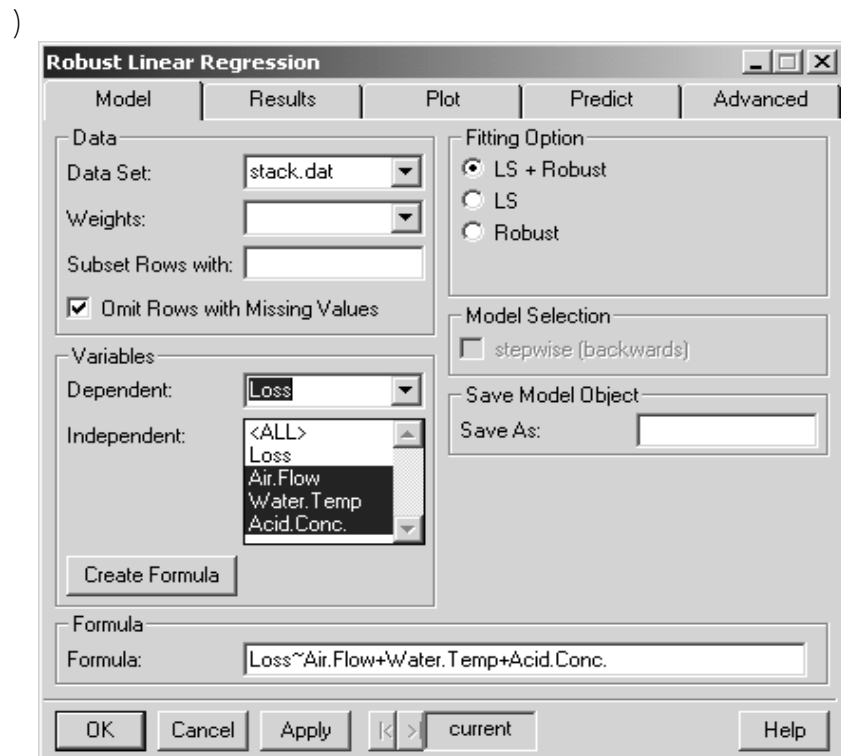 )
Robust Linear Regression
Model Results Plot Predict Advanced
Data
Data Set: stack.dat
Weights:
Subset Rows with:
Omit Rows with Missing Values
Variables
Dependent: Loss
Independent: <ALL>
Loss
Air.Flow
Water.Temp
Acid.Conc.
Create Formula
Fitting Option
LS + Robust
LS
Robust
Model Selection
stepwise (backwards)
Save Model Object
Save As:
Formula
Formula: Loss~Air.Flow+Water.Temp+Acid.Conc.
OK Cancel Apply |< >| current Help